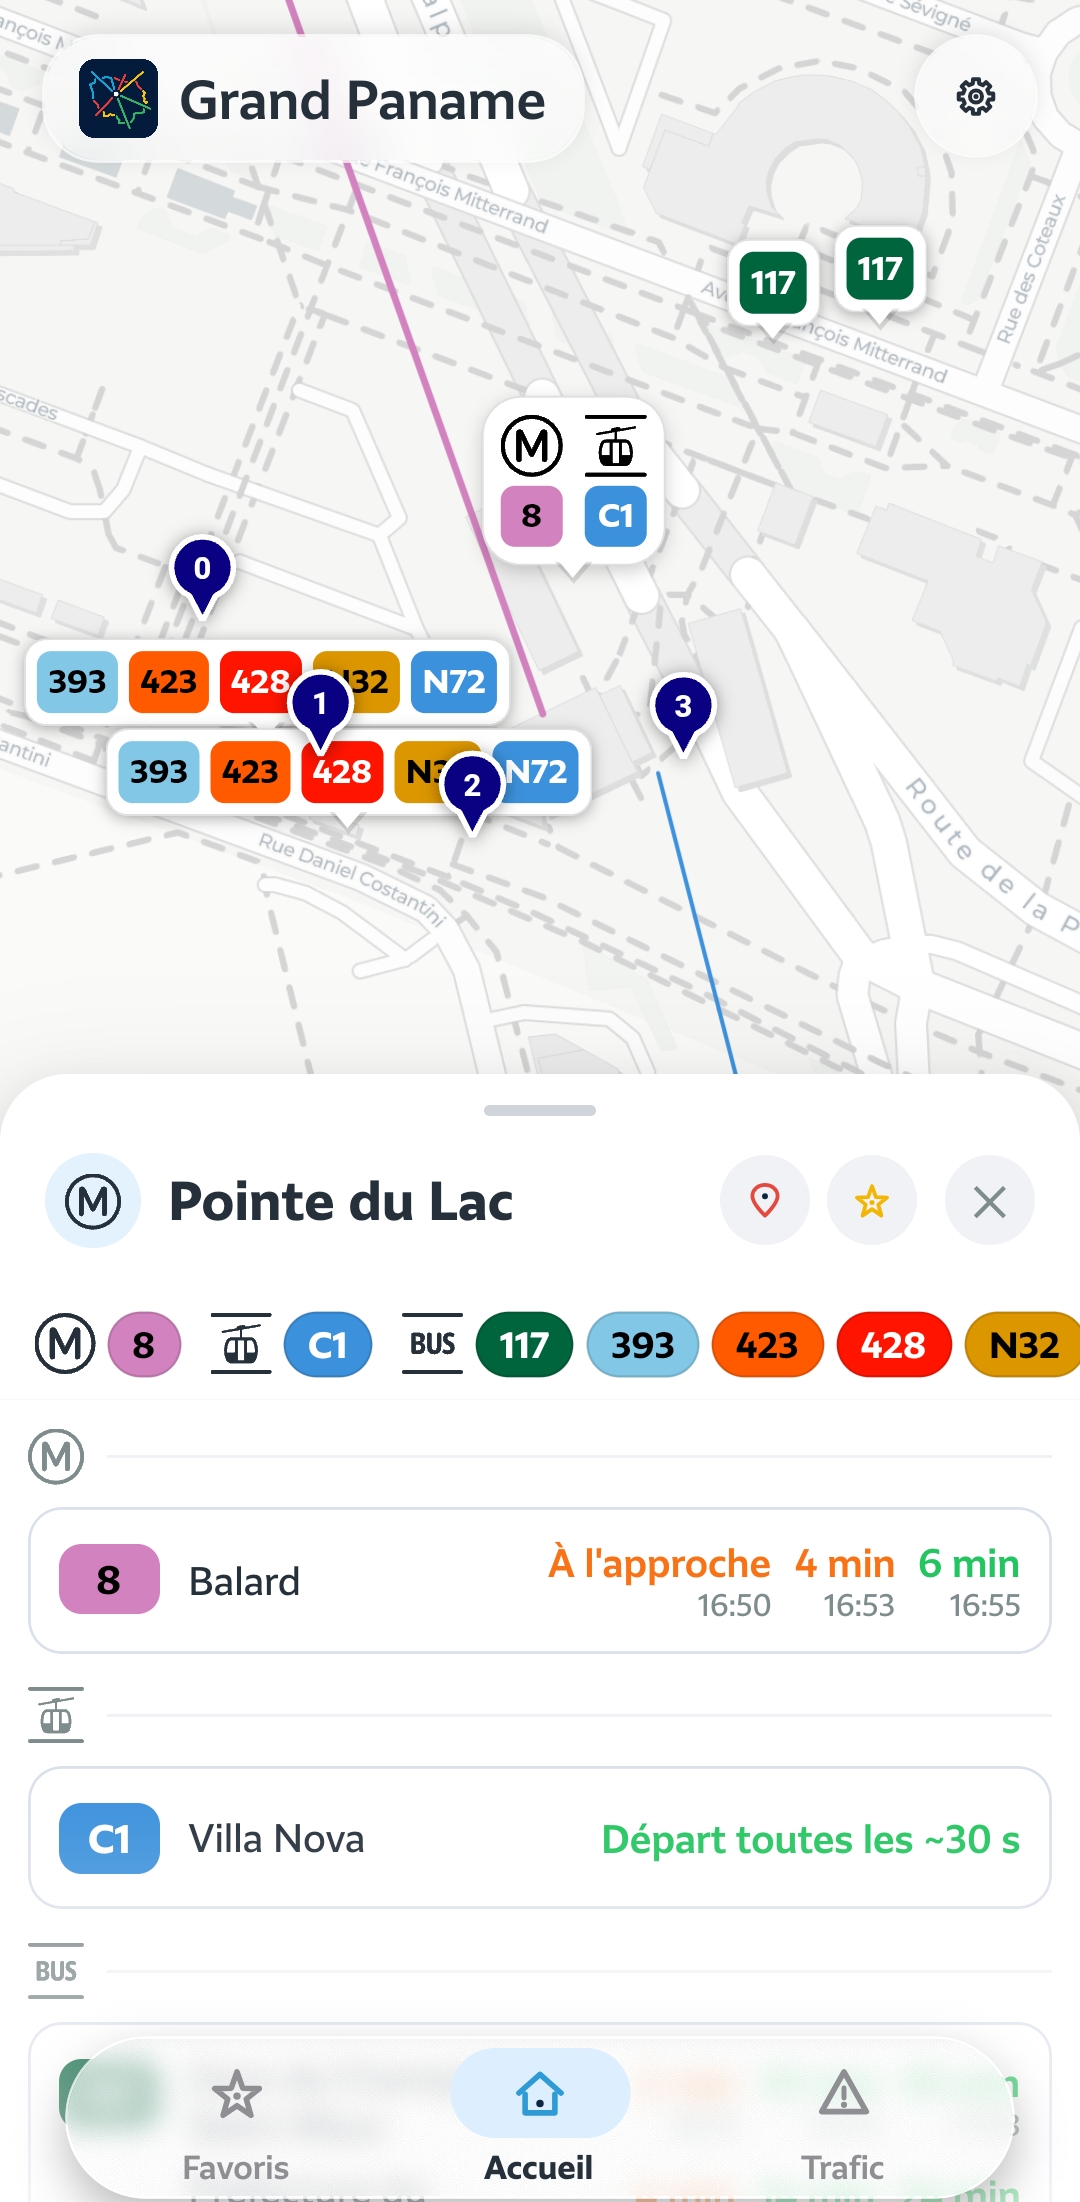 Sévigné
Grand Paname
François Mitterrand
117
117
Rue des Coteaux
Mitterrand
M
8
C1
0
393
423
428
N72
1
3
393
423
428
N72
2
Rue Daniel Costantini
Route de la
M
Pointe du Lac
M
8
C1
BUS
117
393
423
428
N32
M
8
Balard
À l'approche 4 min 6 min
16:50 16:53 16:55
C1
Villa Nova
Départ toutes les ~30 s
BUS
Favoris
Accueil
Trafic